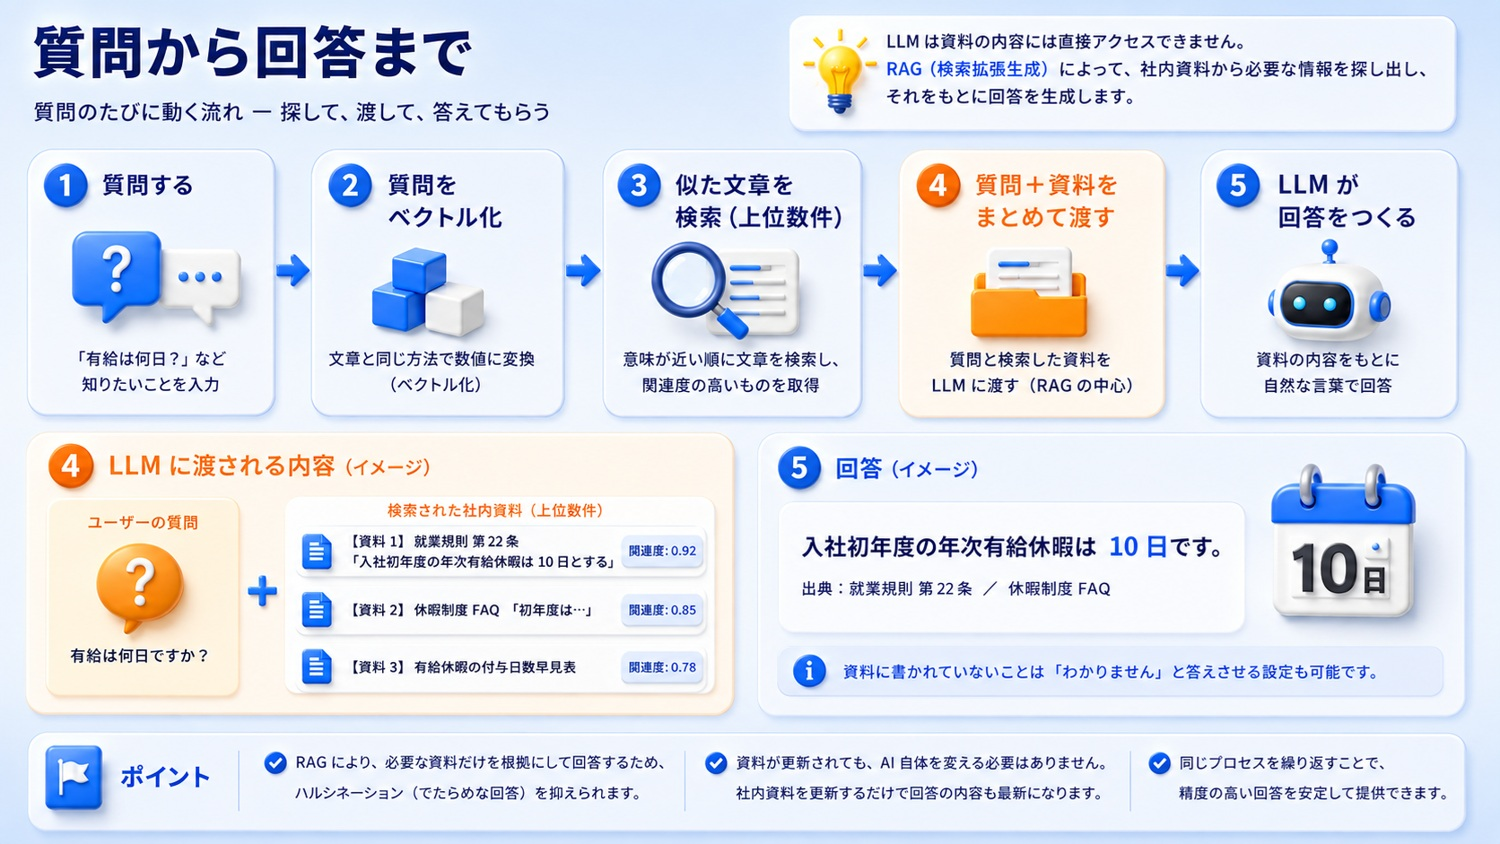 質問から回答まで
質問のたびに動く流れ — 探して、渡して、答えてもらう
LLM は資料の内容には直接アクセスできません。
RAG（検索拡張生成）によって、社内資料から必要な情報を探し出し、
それをもとに回答を生成します。
1 質問する
「有給は何日？」など
知りたいことを入力
2 質問を
ベクトル化
文章と同じ方法で数値に変換
（ベクトル化）
3 似た文章を
検索（上位数件）
意味が近い順に文章を検索し、
関連度の高いものを取得
4 質問＋資料を
まとめて渡す
質問と検索した資料を
LLM に渡す（RAG の中心）
5 LLM が
回答をつくる
資料の内容をもとに
自然な言葉で回答
4 LLM に渡される内容（イメージ）
ユーザーの質問
?
有給は何日ですか？
+
検索された社内資料（上位数件）
【資料 1】 就業規則 第 22 条
「入社初年度の年次有給休暇は 10 日とする」
関連度: 0.92
【資料 2】 休暇制度 FAQ 「初年度は…」
関連度: 0.85
【資料 3】 有給休暇の付与日数早見表
関連度: 0.78
5 回答（イメージ）
入社初年度の年次有給休暇は 10 日です。
出典：就業規則 第 22 条 ／ 休暇制度 FAQ
10日
i 資料に書かれていないことは「わかりません」と答えさせる設定も可能です。
ポイント
RAG により、必要な資料だけを根拠にして回答するため、
ハルシネーション（でたらめな回答）を抑えられます。
資料が更新されても、AI 自体を変える必要はありません。
社内資料を更新するだけで回答の内容も最新になります。
同じプロセスを繰り返すことで、
精度の高い回答を安定して提供できます。